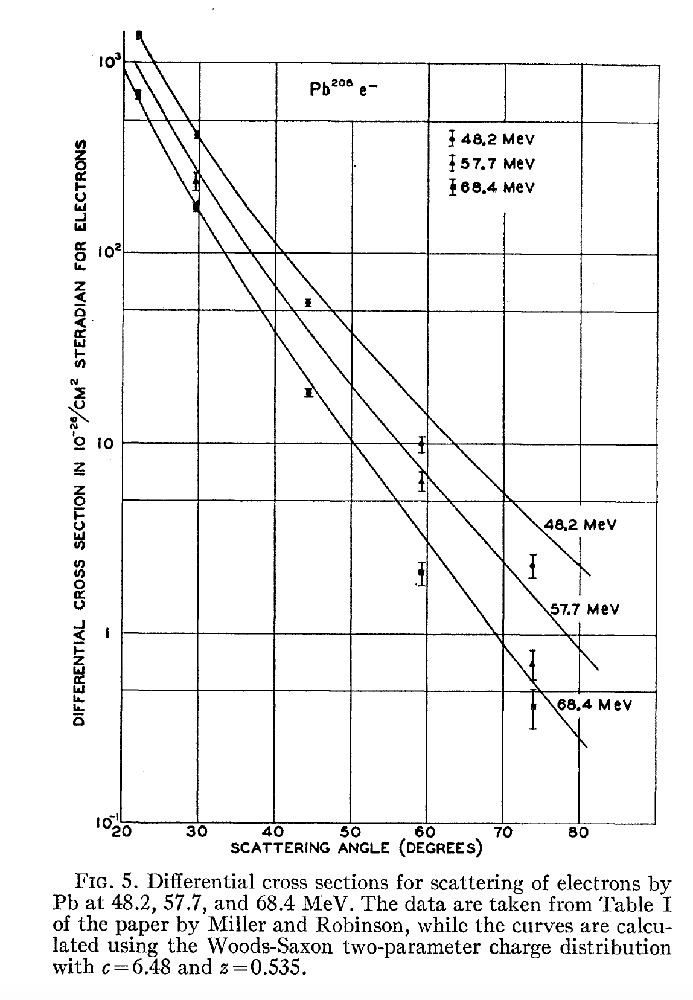 10³
Pb²⁰⁸ e⁻
48.2 MeV
57.7 MeV
68.4 MeV
DIFFERENTIAL CROSS SECTION IN 10⁻²⁶/CM² STERADIAN FOR ELECTRONS
10²
10
48.2 MeV
57.7 MeV
1
68.4 MeV
10⁻¹
20 30 40 50 60 70 80
SCATTERING ANGLE (DEGREES)
FIG. 5. Differential cross sections for scattering of electrons by
Pb at 48.2, 57.7, and 68.4 MeV. The data are taken from Table I
of the paper by Miller and Robinson, while the curves are calcu-
lated using the Woods-Saxon two-parameter charge distribution
with c=6.48 and z=0.535.